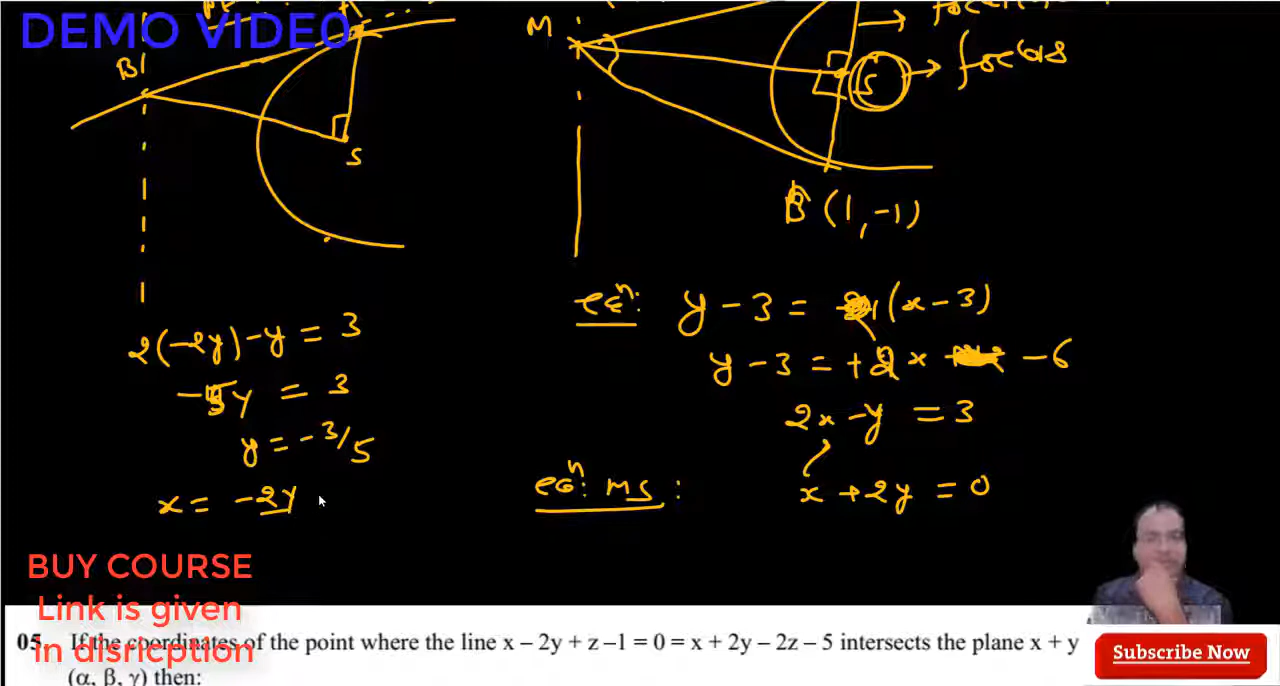 DEMO VIDEO
M
B
S
S
focus
B (1, -1)
eqⁿ: y - 3 = (x - 3)
2(-2y) - y = 3
y - 3 = +2x - 6
-5y = 3
2x - y = 3
y = -3/5
x = -2y
eqⁿ: MS : x + 2y = 0
BUY COURSE
Link is given
in disricption
05. If the coordinates of the point where the line x – 2y + z –1 = 0 = x + 2y – 2z – 5 intersects the plane x + y
(α, β, γ) then:
Subscribe Now